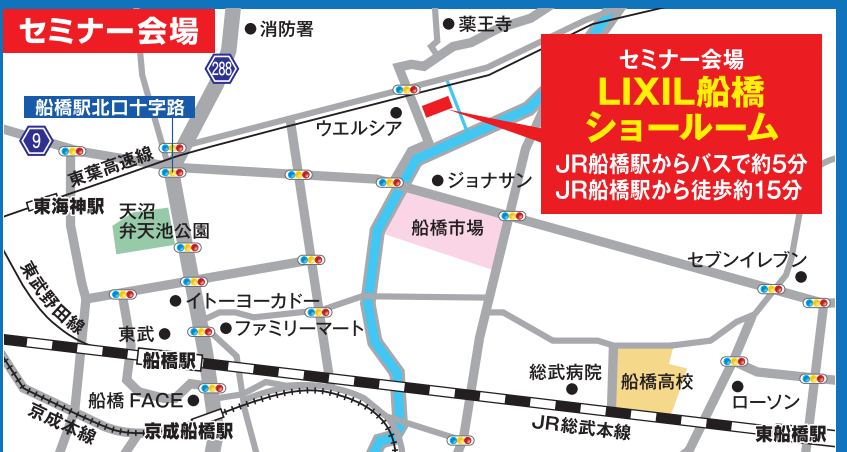 セミナー会場
消防署
薬王寺
288
セミナー会場
LIXIL船橋
ショールーム
JR船橋駅からバスで約5分
JR船橋駅から徒歩約15分
船橋駅北口十字路
9
ウエルシア
東葉高速線
ジョナサン
東海神駅
天沼
弁天池公園
船橋市場
セブンイレブン
東武野田線
イトーヨーカドー
東武
ファミリーマート
船橋駅
総武病院
船橋高校
船橋 FACE
ローソン
京成本線
京成船橋駅
JR総武本線
東船橋駅